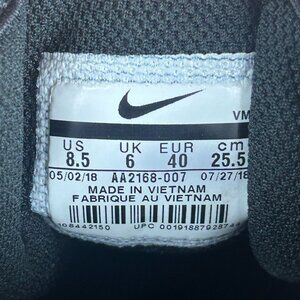 VM
US UK EUR cm
8.5 6 40 25.5
05/02/18 AA2168-007 07/27/18
MADE IN VIETNAM
FABRIQUE AU VIETNAM
UPC